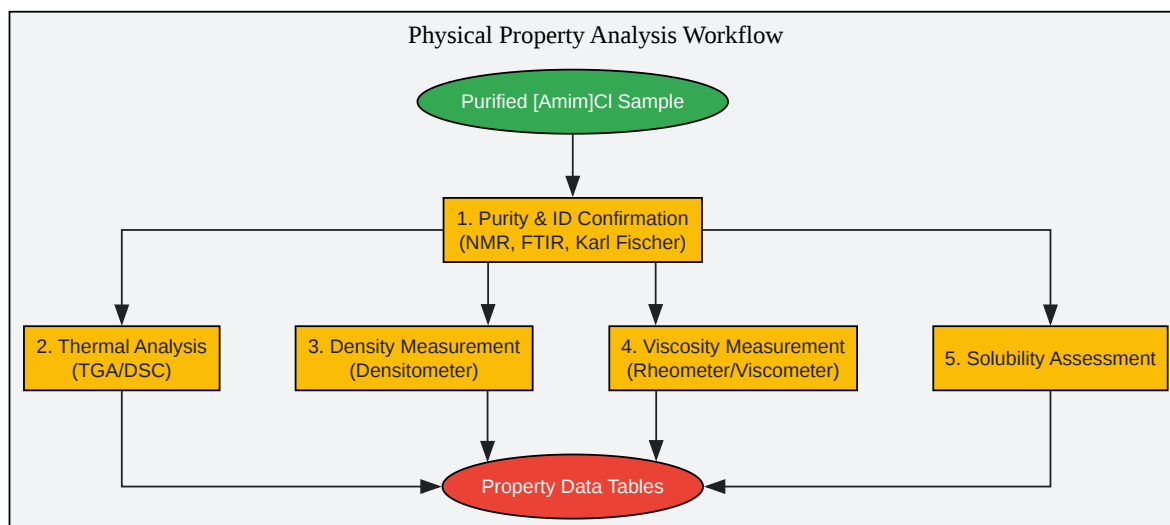 Physical Property Analysis Workflow
Purified [Amim]Cl Sample
1. Purity & ID Confirmation
(NMR, FTIR, Karl Fischer)
2. Thermal Analysis
(TGA/DSC)
3. Density Measurement
(Densitometer)
4. Viscosity Measurement
(Rheometer/Viscometer)
5. Solubility Assessment
Property Data Tables